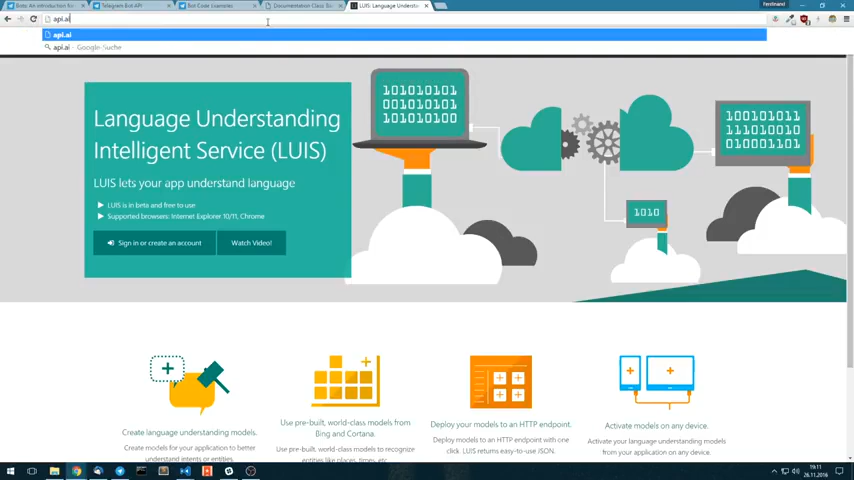 Bots: An introduction fo
Telegram Bot API
Bot Code Examples
LUIS: Language Understa
Ferdinand
api.ai
api.ai
api.ai - Google-Suche
Language Understanding
Intelligent Service (LUIS)
LUIS lets your app understand language
LUIS is in beta and free to use
Supported browsers: Internet Explorer 10/11, Chrome
Sign in or create an account
Watch Video!
101010101
001010101
101010100
100101011
111010010
010001101
1010
Create language understanding models.
Create models for your application to better
understand intents or entities.
Use pre-built, world-class models from
Bing and Cortana.
Use pre-built, world-class models to recognize
entities like places, times, etc.
Deploy your models to an HTTP endpoint.
Deploy models to an HTTP endpoint with one
click. LUIS returns easy-to-use JSON.
Activate models on any device.
Activate your language understanding models
from your application on any device.
19:11
26.11.2016